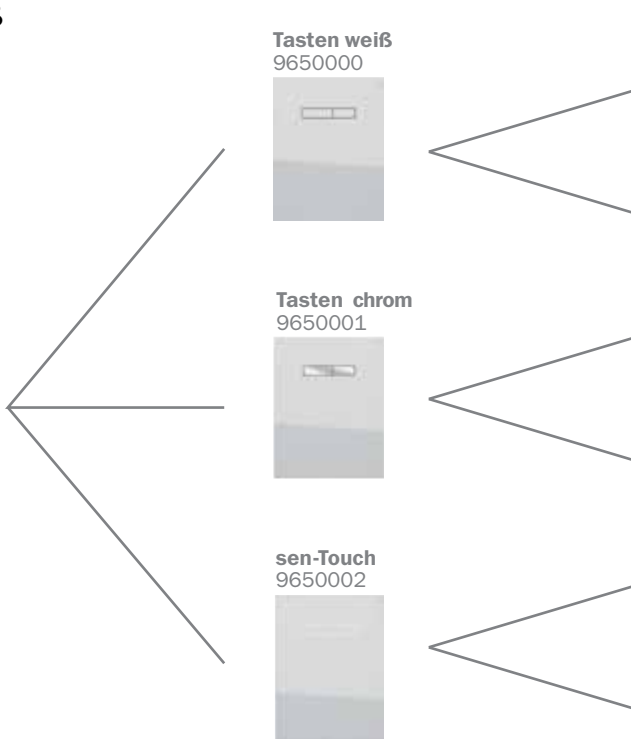 Tasten weiß
9650000
Tasten chrom
9650001
sen-Touch
9650002